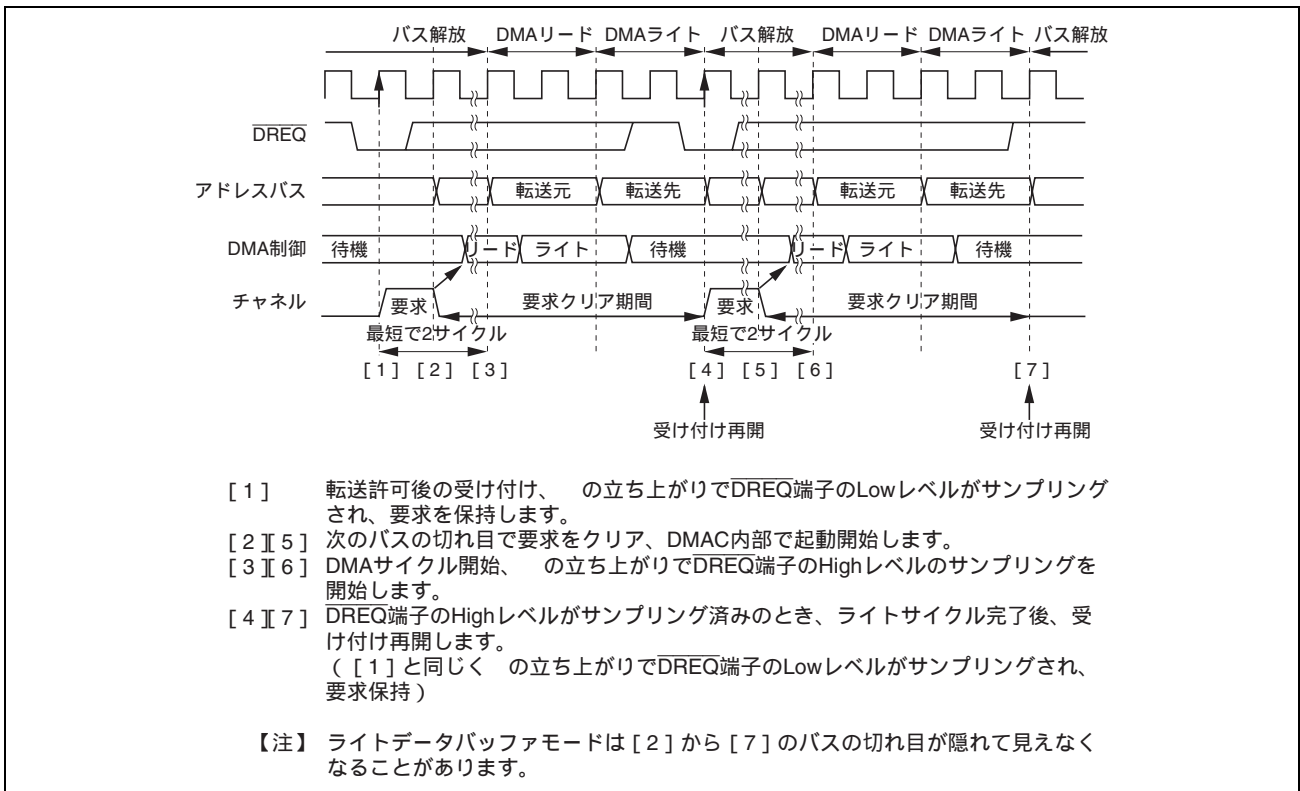 バス解放 DMAリード DMAライト バス解放 DMAリード DMAライト バス解放
DREQ
アドレスバス 転送元 転送先 転送元 転送先
DMA制御 待機 リード ライト 待機 リード ライト 待機
チャネル 要求 要求クリア期間 要求 要求クリア期間
最短で2サイクル 最短で2サイクル
[1] [2] [3] [4] [5] [6] [7]
受け付け再開 受け付け再開
[1] 転送許可後の受け付け、 の立ち上がりでDREQ端子のLowレベルがサンプリング
され、要求を保持します。
[2][5] 次のバスの切れ目で要求をクリア、DMAC内部で起動開始します。
[3][6] DMAサイクル開始、 の立ち上がりでDREQ端子のHighレベルのサンプリングを
開始します。
[4][7] DREQ端子のHighレベルがサンプリング済みのとき、ライトサイクル完了後、受
け付け再開します。
([1]と同じく の立ち上がりでDREQ端子のLowレベルがサンプリングされ、
要求保持)
【注】 ライトデータバッファモードは[2]から[7]のバスの切れ目が隠れて見えなく
なることがあります。